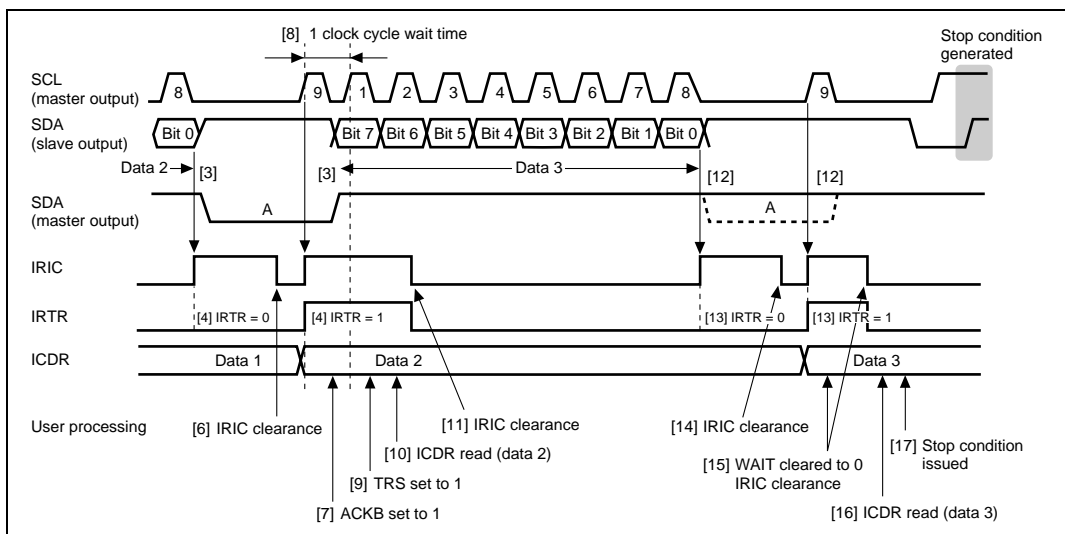 [8] 1 clock cycle wait time
Stop condition
generated
SCL
(master output)
8 9 1 2 3 4 5 6 7 8 9
SDA
(slave output)
Bit 0 Bit 7 Bit 6 Bit 5 Bit 4 Bit 3 Bit 2 Bit 1 Bit 0
Data 2 [3] [3] Data 3 [12] [12]
SDA
(master output)
A A
IRIC
IRTR
[4] IRTR = 0 [4] IRTR = 1 [13] IRTR = 0 [13] IRTR = 1
ICDR
Data 1 Data 2 Data 3
User processing
[6] IRIC clearance
[11] IRIC clearance
[14] IRIC clearance
[10] ICDR read (data 2)
[17] Stop condition
issued
[15] WAIT cleared to 0
IRIC clearance
[9] TRS set to 1
[16] ICDR read (data 3)
[7] ACKB set to 1